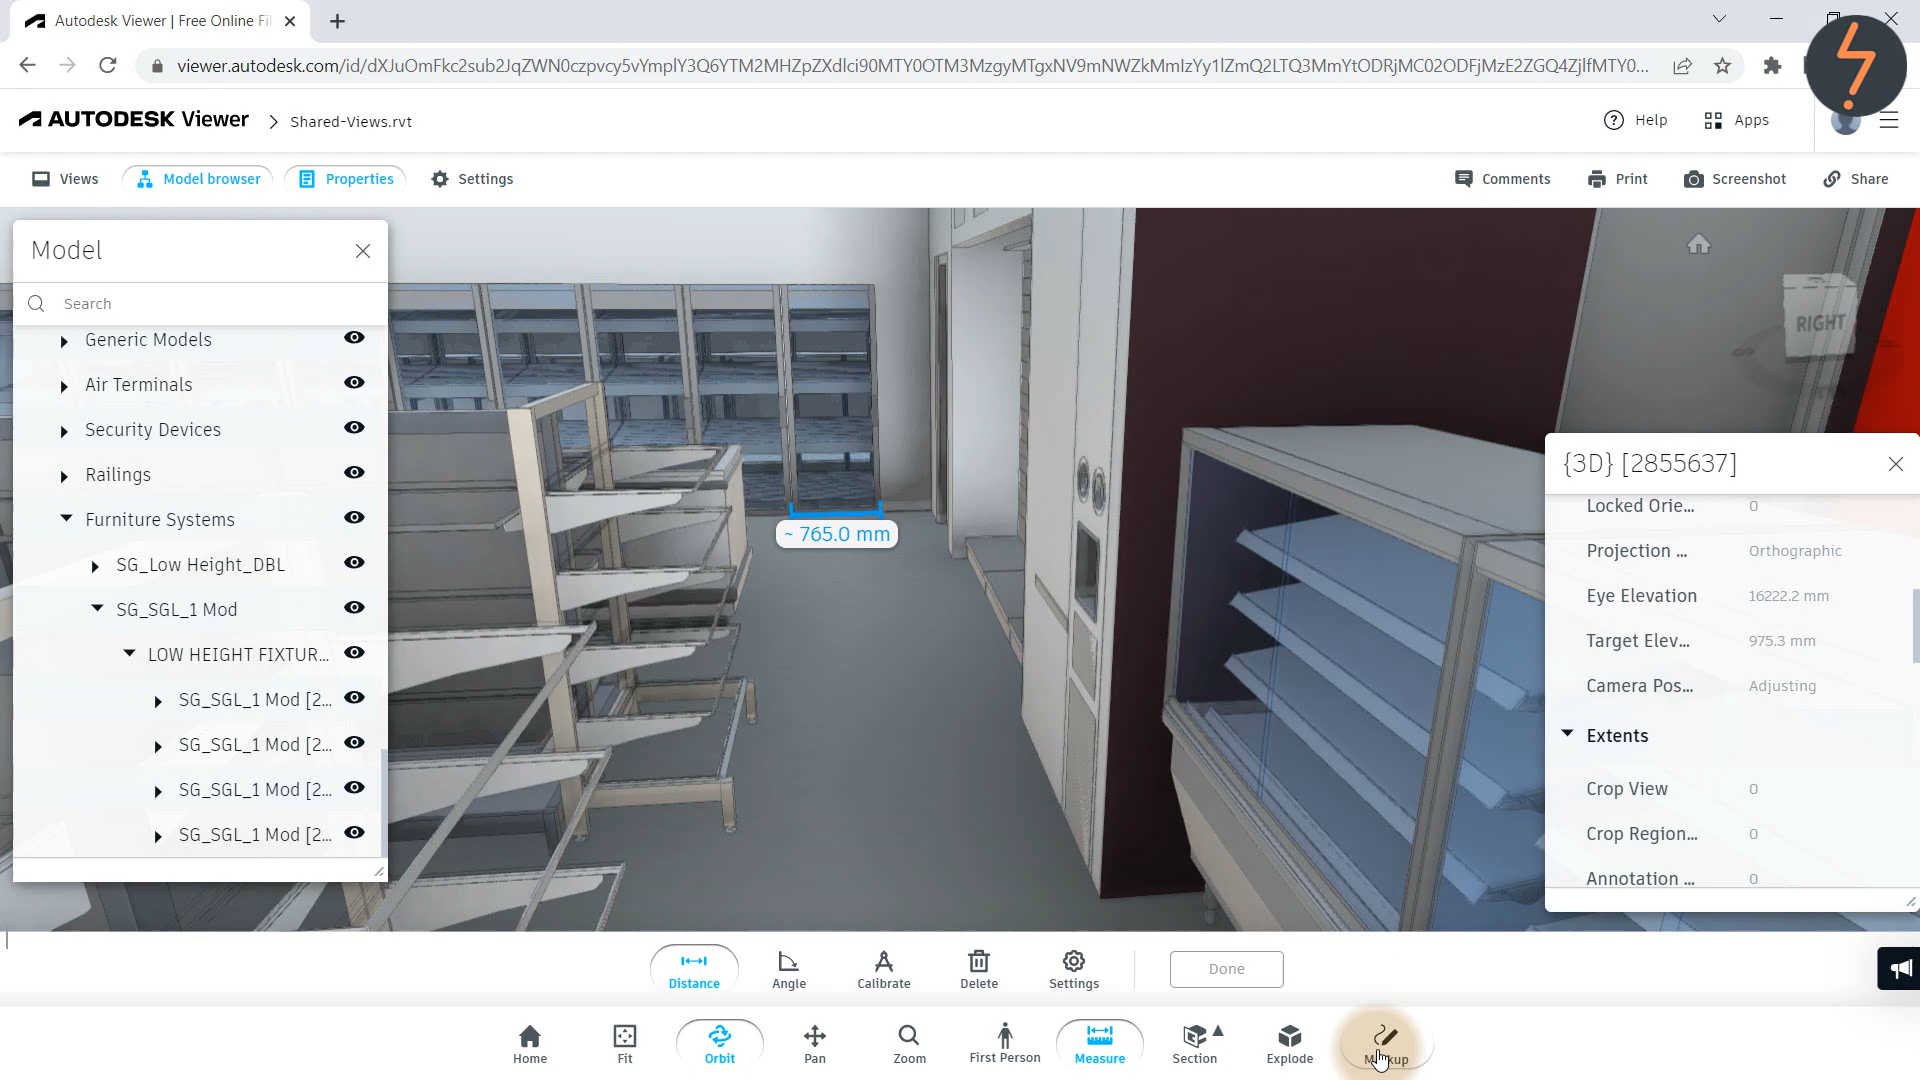 Autodesk Viewer | Free Online Fi
viewer.autodesk.com/id/
AUTODESK Viewer > Shared-Views.rvt
Help
Apps
Views
Model browser
Properties
Settings
Comments
Print
Screenshot
Share
Model
Search
Generic Models
Air Terminals
Security Devices
Railings
Furniture Systems
SG_Low Height_DBL
SG_SGL_1 Mod
LOW HEIGHT FIXTUR...
SG_SGL_1 Mod [2...
SG_SGL_1 Mod [2...
SG_SGL_1 Mod [2...
SG_SGL_1 Mod [2...
~ 765.0 mm
RIGHT
{3D} [2855637]
Locked Orie... 0
Projection ... Orthographic
Eye Elevation 16222.2 mm
Target Elev... 975.3 mm
Camera Pos... Adjusting
Extents
Crop View 0
Crop Region... 0
Annotation ... 0
Distance
Angle
Calibrate
Delete
Settings
Done
Home
Fit
Orbit
Pan
Zoom
First Person
Measure
Section
Explode